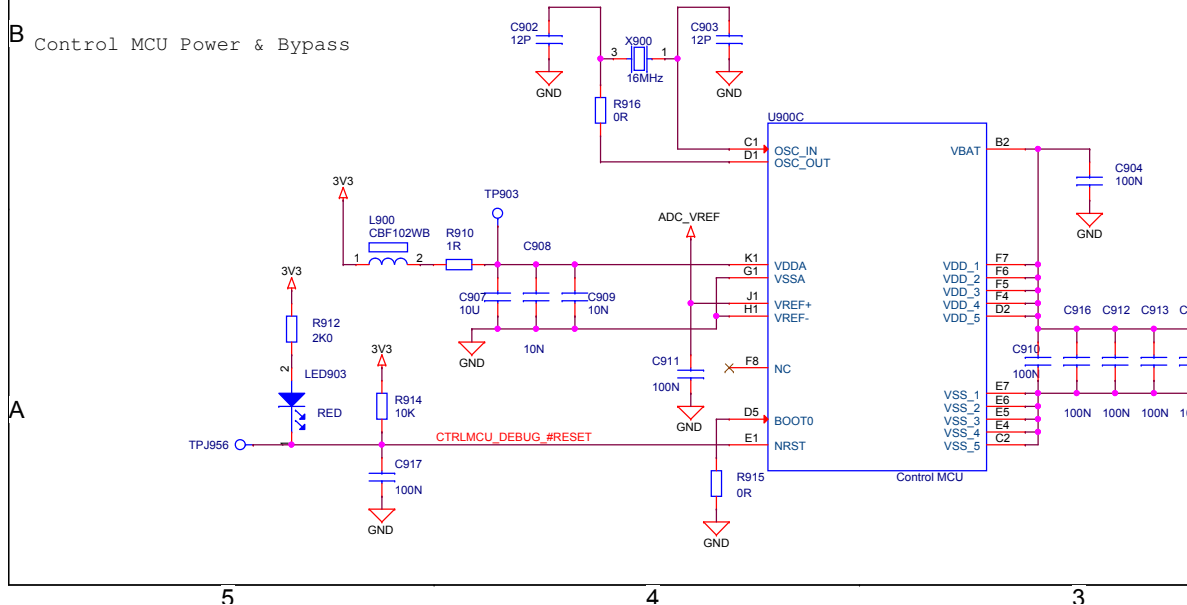 B
Control MCU Power & Bypass
C902
12P
GND
3
X900
1
16MHz
C903
12P
GND
R916
0R
U900C
C1
OSC_IN
D1
OSC_OUT
VBAT
B2
C904
100N
GND
3V3
L900
CBF102WB
1
2
R910
1R
TP903
C908
C907
10U
C909
10N
10N
GND
ADC_VREF
K1
VDDA
G1
VSSA
J1
VREF+
H1
VREF-
F8
NC
D5
BOOT0
E1
NRST
VDD_1
F7
VDD_2
F6
VDD_3
F5
VDD_4
F4
VDD_5
D2
C910
100N
C916
C912
C913
100N
100N
100N
VSS_1
E7
VSS_2
E6
VSS_3
E5
VSS_4
E4
VSS_5
C2
Control MCU
C911
100N
GND
R915
0R
GND
3V3
R912
2K0
2
LED903
RED
1
3V3
R914
10K
A
TPJ956
CTRLMCU_DEBUG_#RESET
C917
100N
GND
5
4
3